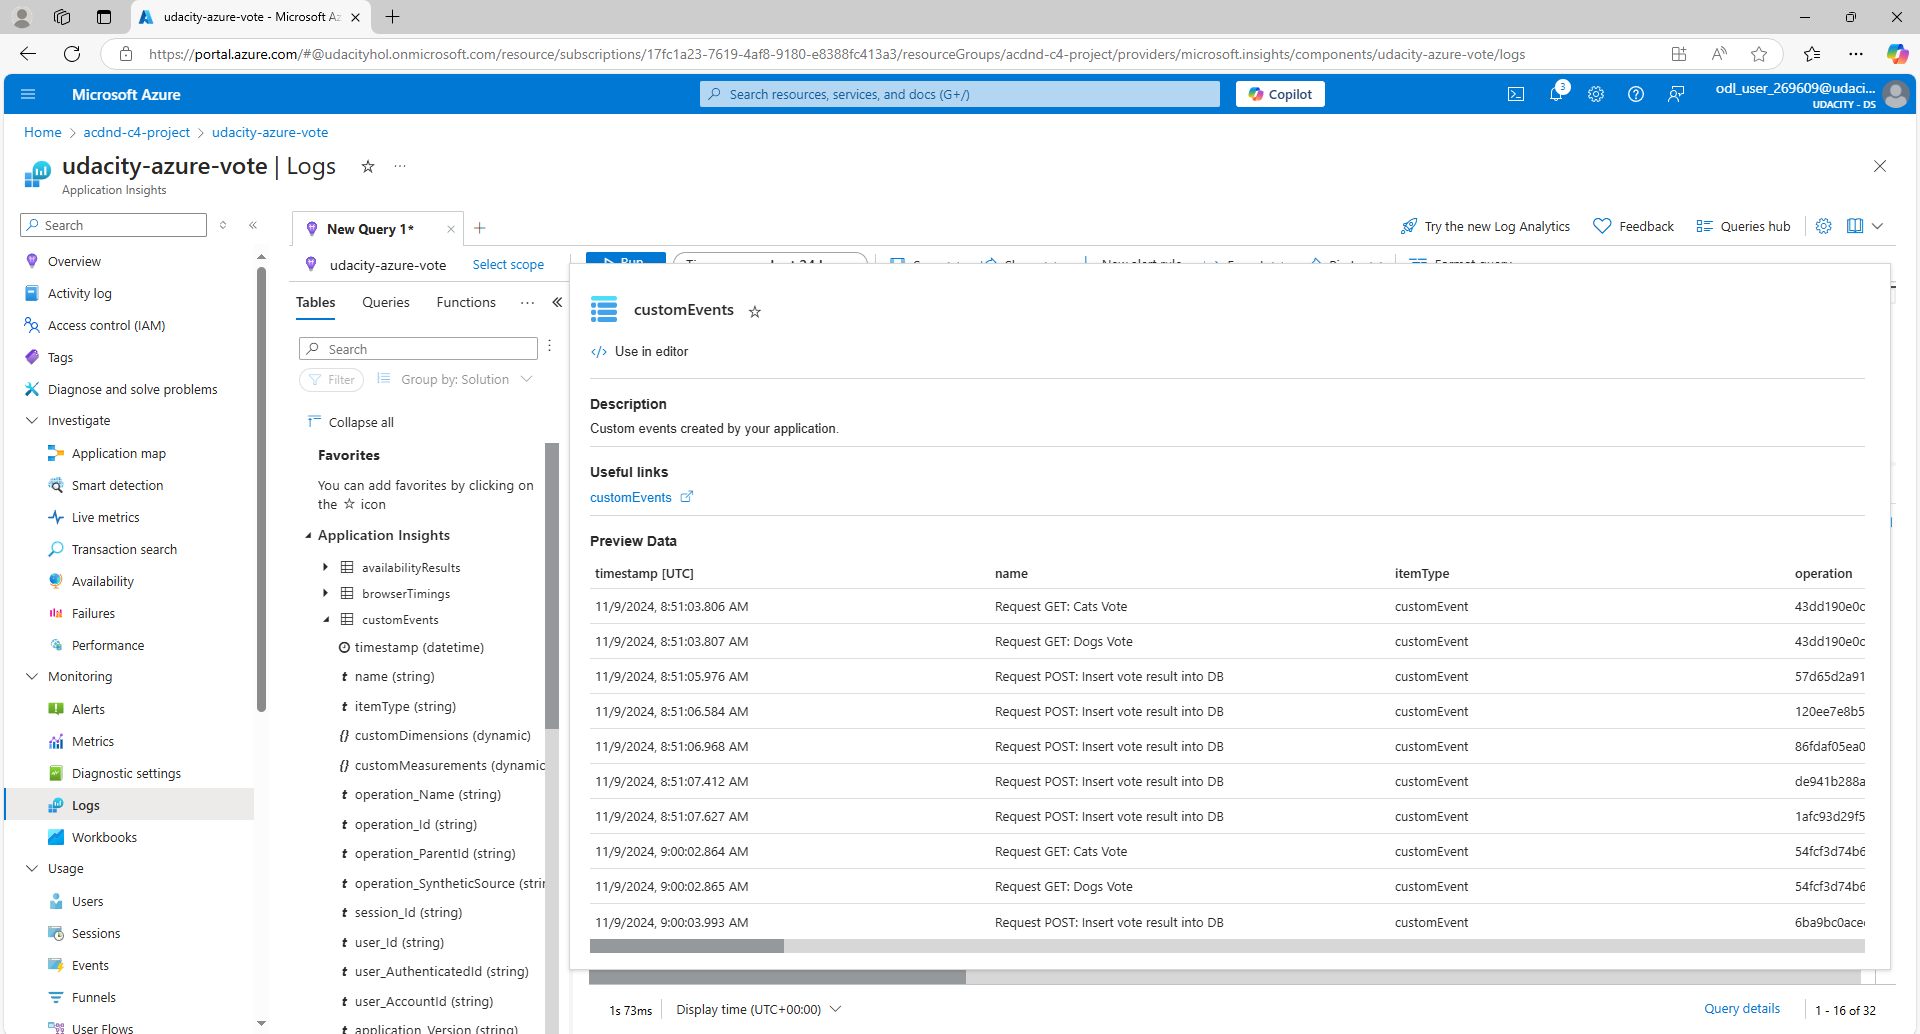 udacity-azure-vote - Microsoft Az
https://portal.azure.com/#@udacityhol.onmicrosoft.com/resource/subscriptions/17fc1a23-7619-4af8-9180-e8388fc413a3/resourceGroups/acdnd-c4-project/providers/microsoft.insights/components/udacity-azure-vote/logs
Microsoft Azure
Search resources, services, and docs (G+/)
Copilot
3
odl_user_269609@udaci...
UDACITY - DS
Home > acdnd-c4-project > udacity-azure-vote
udacity-azure-vote | Logs
Application Insights
Search
New Query 1*
Try the new Log Analytics
Feedback
Queries hub
udacity-azure-vote
Select scope
Run
Tables
Queries
Functions
Search
Filter
Group by: Solution
Collapse all
Favorites
You can add favorites by clicking on
the ☆ icon
Application Insights
availabilityResults
browserTimings
customEvents
timestamp (datetime)
t name (string)
t itemType (string)
{} customDimensions (dynamic)
{} customMeasurements (dynamic
t operation_Name (string)
t operation_Id (string)
t operation_ParentId (string)
t operation_SyntheticSource (strin
t session_Id (string)
t user_Id (string)
t user_AuthenticatedId (string)
t user_AccountId (string)
t application_Version (string)
Overview
Activity log
Access control (IAM)
Tags
Diagnose and solve problems
Investigate
Application map
Smart detection
Live metrics
Transaction search
Availability
Failures
Performance
Monitoring
Alerts
Metrics
Diagnostic settings
Logs
Workbooks
Usage
Users
Sessions
Events
Funnels
User Flows
customEvents
</> Use in editor
Description
Custom events created by your application.
Useful links
customEvents
Preview Data
timestamp [UTC] name itemType operation
11/9/2024, 8:51:03.806 AM Request GET: Cats Vote customEvent 43dd190e0c
11/9/2024, 8:51:03.807 AM Request GET: Dogs Vote customEvent 43dd190e0c
11/9/2024, 8:51:05.976 AM Request POST: Insert vote result into DB customEvent 57d65d2a91
11/9/2024, 8:51:06.584 AM Request POST: Insert vote result into DB customEvent 120ee7e8b5
11/9/2024, 8:51:06.968 AM Request POST: Insert vote result into DB customEvent 86fdaf05ea0
11/9/2024, 8:51:07.412 AM Request POST: Insert vote result into DB customEvent de941b288a
11/9/2024, 8:51:07.627 AM Request POST: Insert vote result into DB customEvent 1afc93d29f5
11/9/2024, 9:00:02.864 AM Request GET: Cats Vote customEvent 54fcf3d74b6
11/9/2024, 9:00:02.865 AM Request GET: Dogs Vote customEvent 54fcf3d74b6
11/9/2024, 9:00:03.993 AM Request POST: Insert vote result into DB customEvent 6ba9bc0ace
1s 73ms
Display time (UTC+00:00)
Query details
1 - 16 of 32